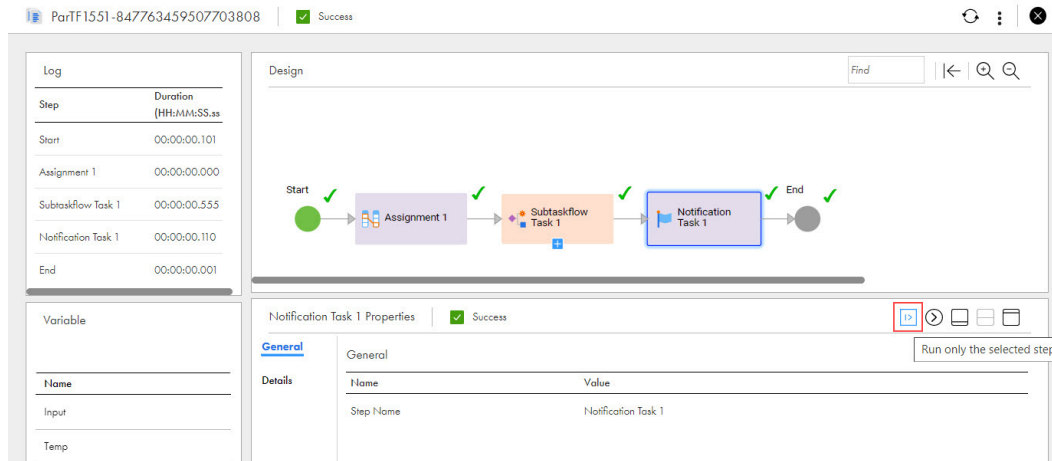 ParTF1551-847763459507703808
Success
Log
Step
Duration
(HH:MM:SS.ss
Start
00:00:00.101
Assignment 1
00:00:00.000
Subtaskflow Task 1
00:00:00.555
Notification Task 1
00:00:00.110
End
00:00:00.001
Design
Find
Start
Assignment 1
Subtaskflow
Task 1
Notification
Task 1
End
Variable
Name
Input
Temp
Notification Task 1 Properties
Success
Run only the selected step
General
Details
General
Name
Value
Step Name
Notification Task 1